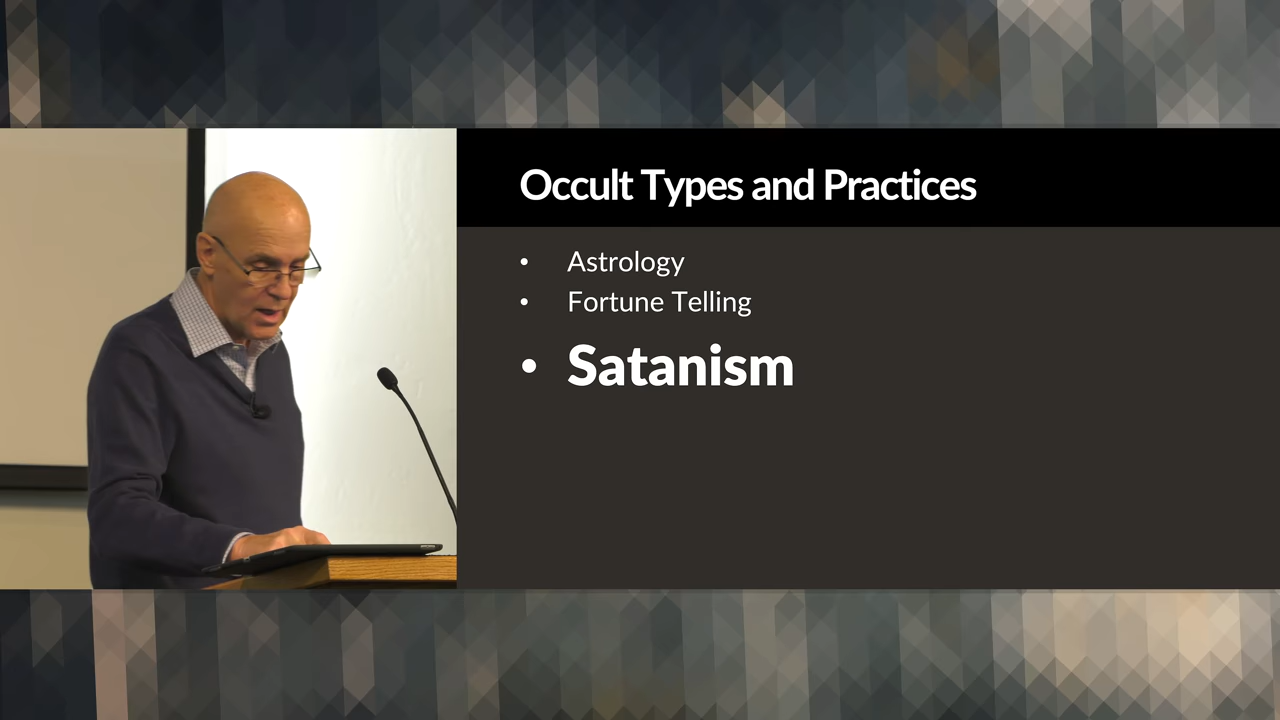 Occult Types and Practices
• Astrology
• Fortune Telling
• Satanism